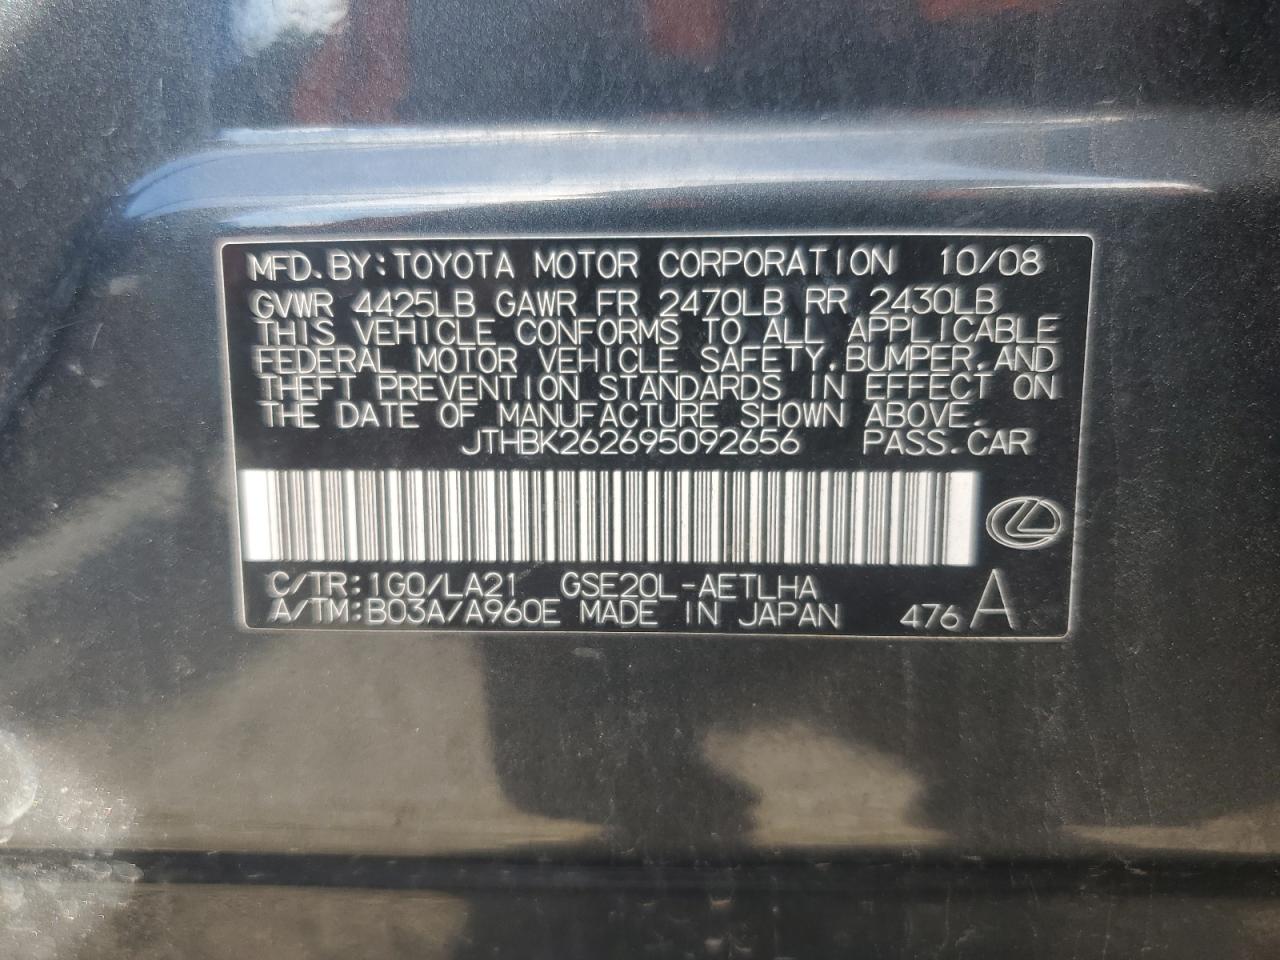 MFD.BY:TOYOTA MOTOR CORPORATION 10/08
GVWR 4425LB GAWR FR 2470LB RR 2430LB
THIS VEHICLE CONFORMS TO ALL APPLICABLE
FEDERAL MOTOR VEHICLE SAFETY,BUMPER,AND
THEFT PREVENTION STANDARDS IN EFFECT ON
THE DATE OF MANUFACTURE SHOWN ABOVE.
JTHBK262695092656 PASS.CAR
C/TR:1G0/LA21 GSE20L-AETLHA
A/TM:B03A/A960E MADE IN JAPAN 476 A